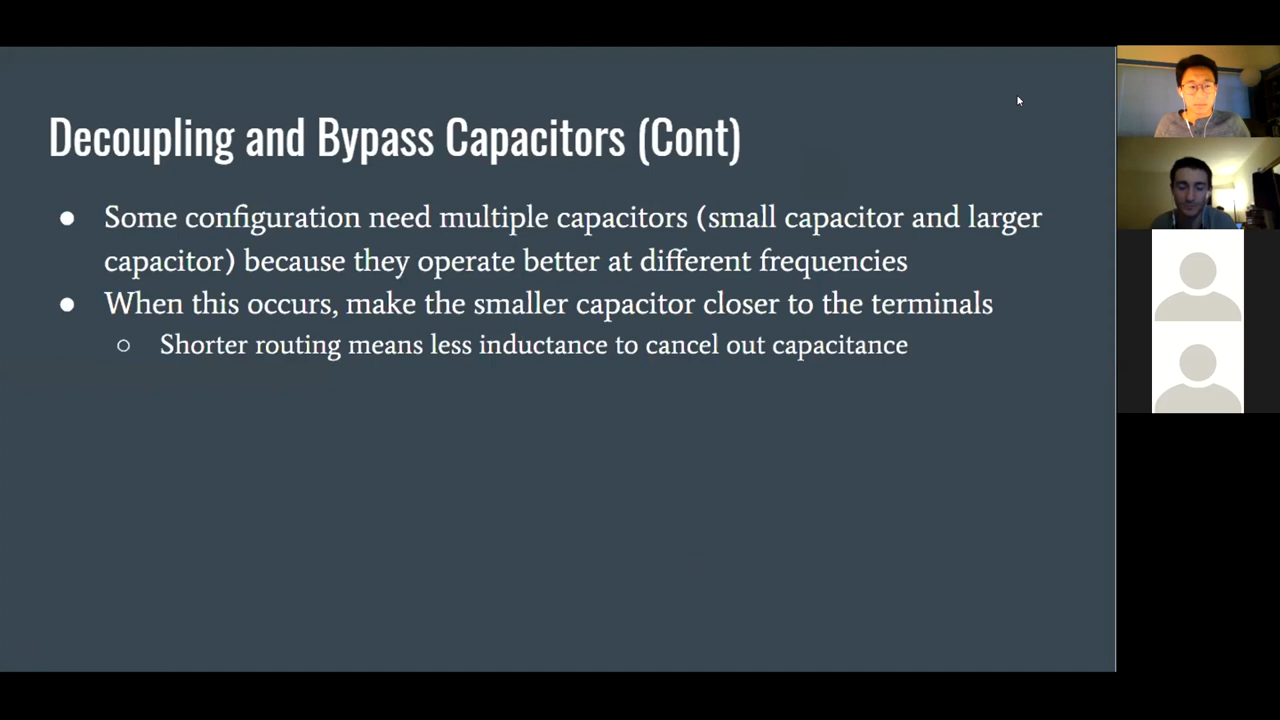 Decoupling and Bypass Capacitors (Cont)
● Some configuration need multiple capacitors (small capacitor and larger
capacitor) because they operate better at different frequencies
● When this occurs, make the smaller capacitor closer to the terminals
○ Shorter routing means less inductance to cancel out capacitance